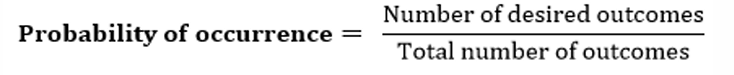 Number of desired outcomes
Probability of occurrence =
Total number of outcomes